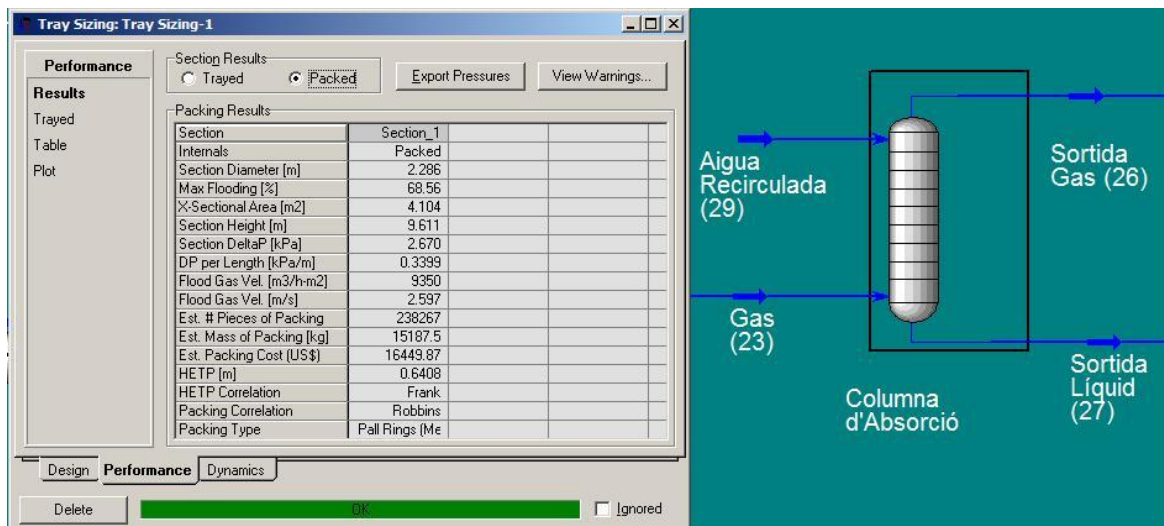 Tray Sizing: Tray Sizing-1
Performance
Results
Trayed
Table
Plot
Section Results
Trayed
Packed
Export Pressures
View Warnings...
Packing Results
Section Section_1
Internals Packed
Section Diameter [m] 2.286
Max Flooding [%] 68.56
X-Sectional Area [m2] 4.104
Section Height [m] 9.611
Section DeltaP [kPa] 2.670
DP per Length [kPa/m] 0.3399
Flood Gas Vel. [m3/h-m2] 9350
Flood Gas Vel. [m/s] 2.597
Est. # Pieces of Packing 238267
Est. Mass of Packing [kg] 15187.5
Est. Packing Cost (US$) 16449.87
HETP [m] 0.6408
HETP Correlation Frank
Packing Correlation Robbins
Packing Type Pall Rings (Me
Design Performance Dynamics
Delete
OK
Ignored
Aigua
Recirculada
(29)
Gas
(23)
Sortida
Gas (26)
Sortida
Líquid
(27)
Columna
d'Absorció